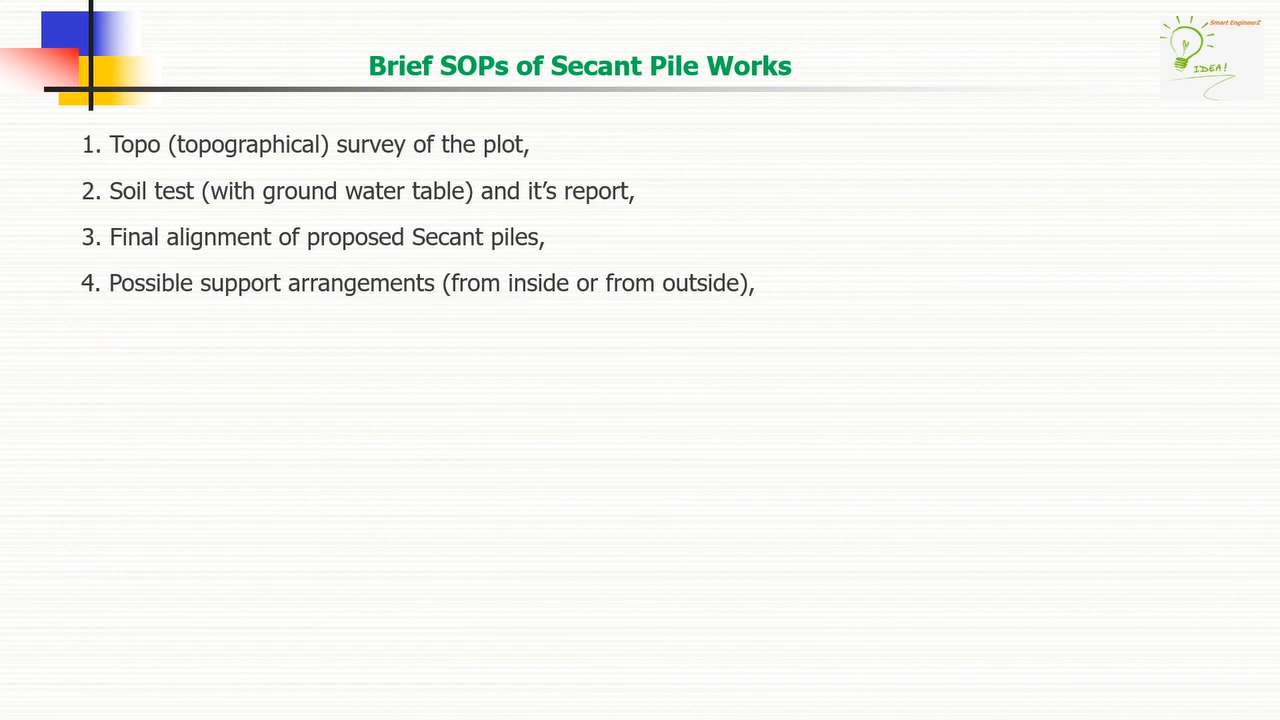 Smart EngineerZ
IDEA!
Brief SOPs of Secant Pile Works
1. Topo (topographical) survey of the plot,
2. Soil test (with ground water table) and it’s report,
3. Final alignment of proposed Secant piles,
4. Possible support arrangements (from inside or from outside),